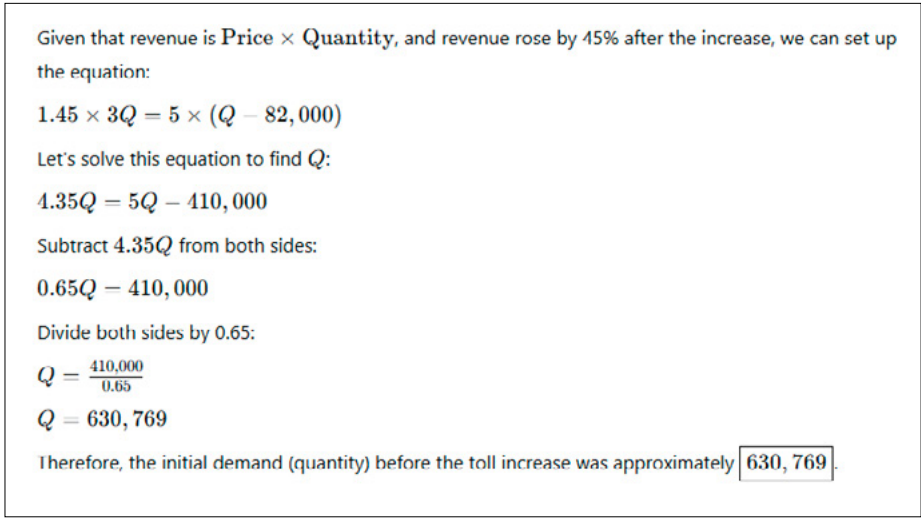 Given that revenue is Price × Quantity, and revenue rose by 45% after the increase, we can set up
the equation:
1.45 × 3Q = 5 × (Q − 82,000)
Let's solve this equation to find Q:
4.35Q = 5Q − 410,000
Subtract 4.35Q from both sides:
0.65Q − 410,000
Divide both sides by 0.65:
Q = 410,000/0.65
Q = 630,769
Therefore, the initial demand (quantity) before the toll increase was approximately 630,769.